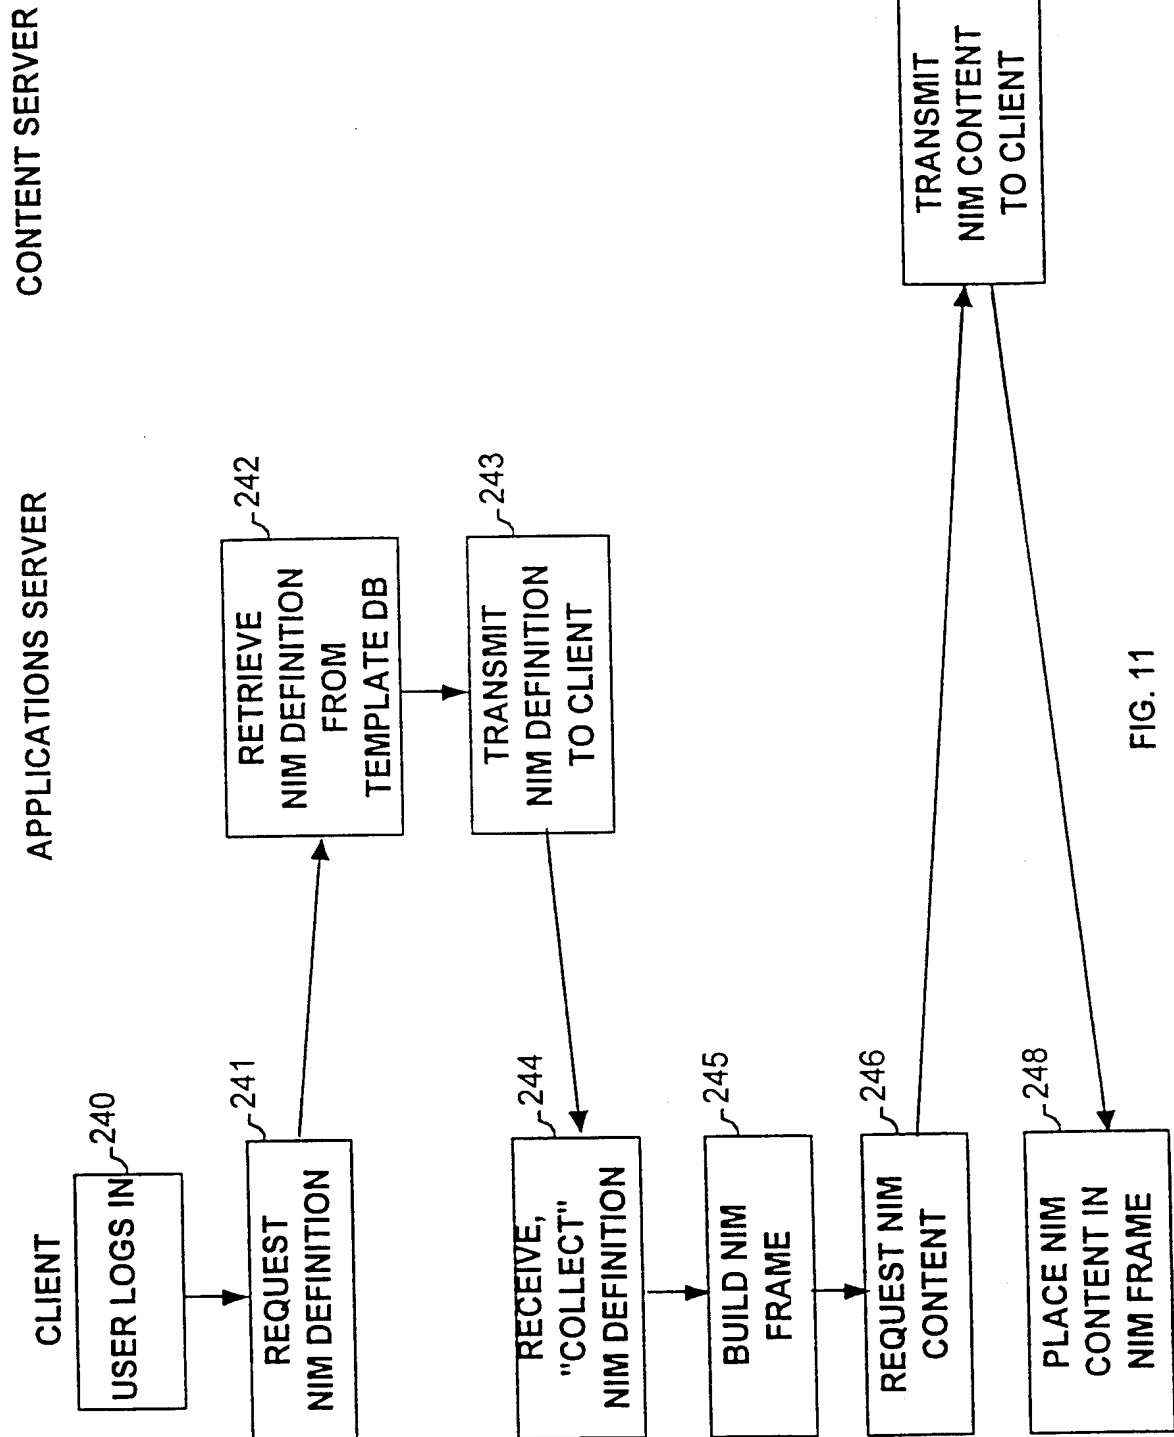 CLIENT
APPLICATIONS SERVER
CONTENT SERVER
USER LOGS IN
240
REQUEST
NIM DEFINITION
241
RETRIEVE
NIM DEFINITION
FROM
TEMPLATE DB
242
TRANSMIT
NIM DEFINITION
TO CLIENT
243
RECEIVE,
"COLLECT"
NIM DEFINITION
244
BUILD NIM
FRAME
245
REQUEST NIM
CONTENT
246
TRANSMIT
NIM CONTENT
TO CLIENT
PLACE NIM
CONTENT IN
NIM FRAME
248
FIG. 11